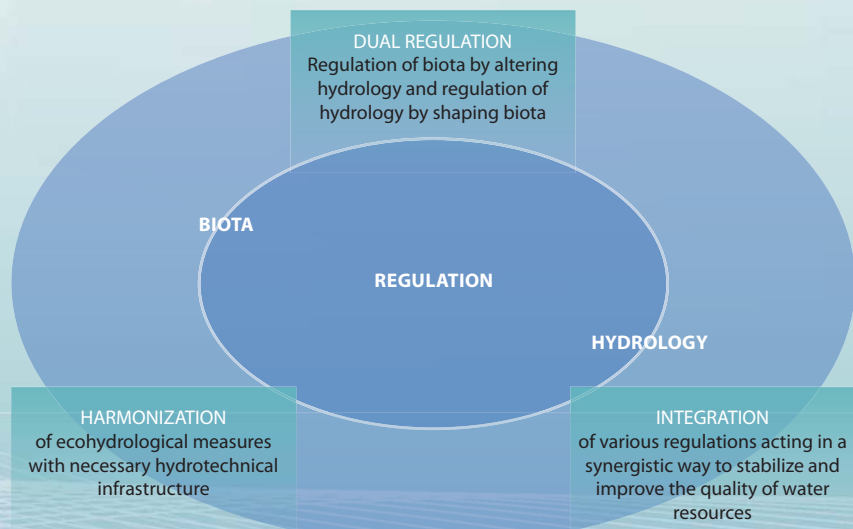 DUAL REGULATION
Regulation of biota by altering
hydrology and regulation of
hydrology by shaping biota
BIOTA
REGULATION
HYDROLOGY
HARMONIZATION
of ecohydrological measures
with necessary hydrotechnical
infrastructure
INTEGRATION
of various regulations acting in a
synergistic way to stabilize and
improve the quality of water
resources